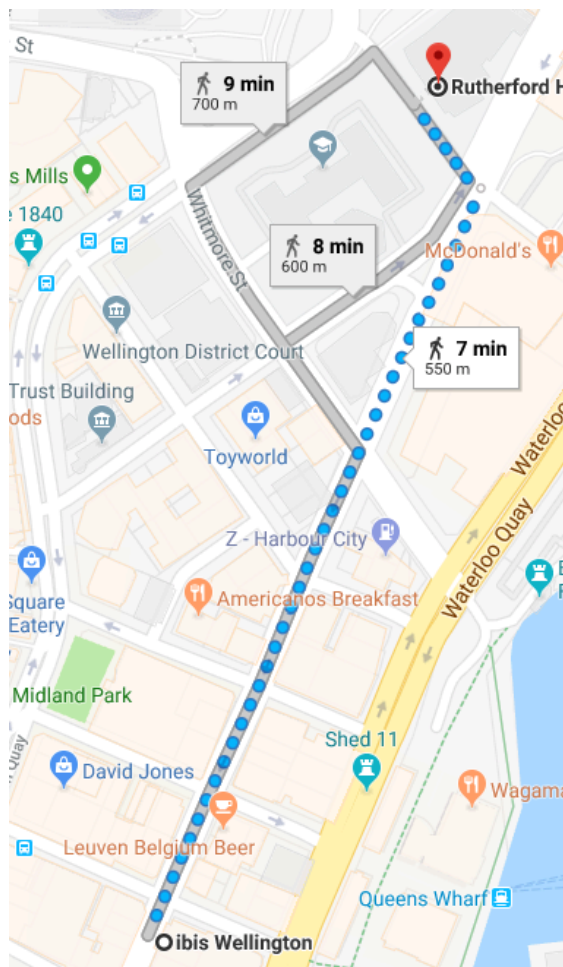 St
9 min
700 m
Rutherford H
s Mills
e 1840
Whitmore St
8 min
600 m
McDonald's
7 min
550 m
Wellington District Court
Trust Building
ods
Toyworld
Waterloo
Waterloo Quay
Z - Harbour City
Americanos Breakfast
Square
Eatery
Midland Park
Shed 11
Quay
David Jones
Wagama
Leuven Belgium Beer
Queens Wharf
ibis Wellington